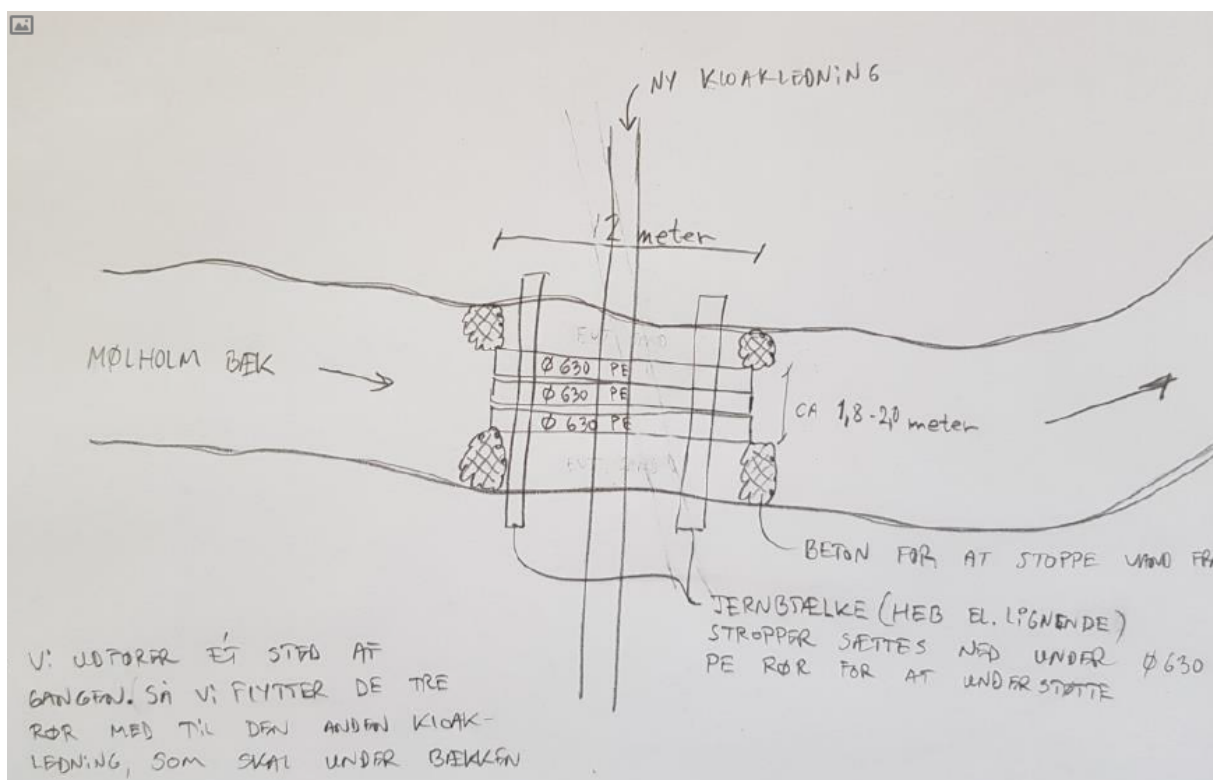 NY KLOAKLEDNING
12 meter
MØLHOLM BÆK
Ø 630 PE
Ø 630 PE
Ø 630 PE
CA 1,8-2,0 meter
BETON FOR AT STOPPE VAND
JERNBJÆLKE (HEB EL. LIGNENDE)
STROPPER SÆTTES NED UNDER Ø 630
PE RØR FOR AT UNDERSTØTTE
Vi UDFØRER ÉT STED AF
GANGEN. SÅ Vi FLYTTER DE TRE
RØR MED TiL DEN ANDEN KLOAK-
LEDNiNG, SOM SKAL UNDER BÆKKEN